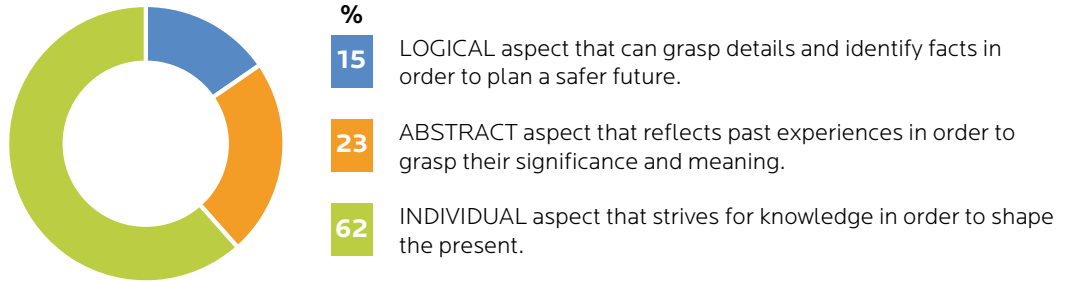 %
15
LOGICAL aspect that can grasp details and identify facts in
order to plan a safer future.
23
ABSTRACT aspect that reflects past experiences in order to
grasp their significance and meaning.
62
INDIVIDUAL aspect that strives for knowledge in order to shape
the present.